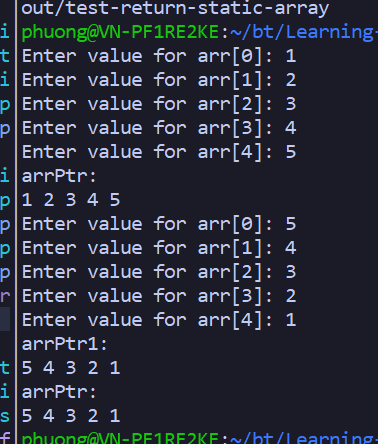 out/test-return-static-array
phuong@VN-PF1RE2KE:~/bt/Learning-
Enter value for arr[0]: 1
Enter value for arr[1]: 2
Enter value for arr[2]: 3
Enter value for arr[3]: 4
Enter value for arr[4]: 5
arrPtr:
1 2 3 4 5
Enter value for arr[0]: 5
Enter value for arr[1]: 4
Enter value for arr[2]: 3
Enter value for arr[3]: 2
Enter value for arr[4]: 1
arrPtr1:
5 4 3 2 1
arrPtr:
5 4 3 2 1
phuong@VN-PF1RE2KE:~/bt/Learning-